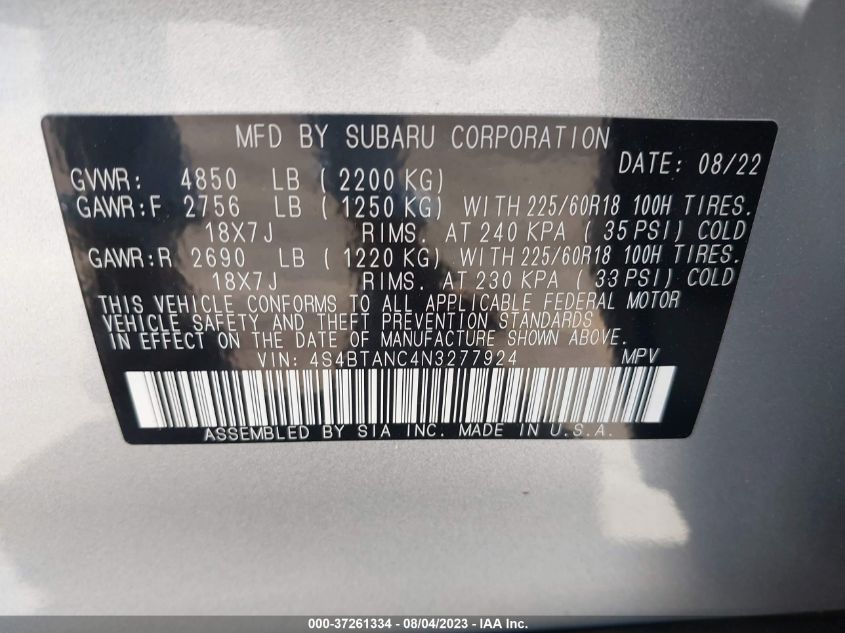 MFD BY SUBARU CORPORATION
DATE: 08/22
GVWR: 4850 LB ( 2200 KG)
GAWR:F 2756 LB ( 1250 KG) WITH 225/60R18 100H TIRES.
18X7J RIMS. AT 240 KPA ( 35 PSI) COLD
GAWR:R 2690 LB ( 1220 KG) WITH 225/60R18 100H TIRES.
18X7J RIMS. AT 230 KPA ( 33 PSI) COLD
THIS VEHICLE CONFORMS TO ALL APPLICABLE FEDERAL MOTOR
VEHICLE SAFETY AND THEFT PREVENTION STANDARDS
IN EFFECT ON THE DATE OF MANUFACTURE SHOWN ABOVE.
VIN: 4S4BTANC4N3277924 MPV
ASSEMBLED BY SIA INC. MADE IN U.S.A.
000-37261334 - 08/04/2023 - IAA Inc.